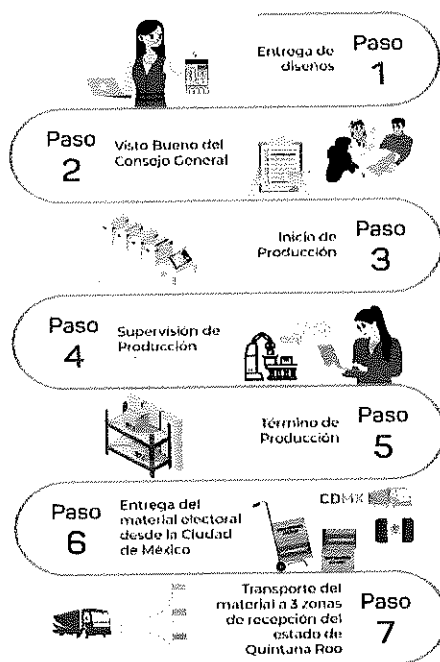 Entrega de
diseños
Paso
1
Paso
2
Visto Bueno del
Consejo General
Inicio de
Producción
Paso
3
Paso
4
Supervisión de
Producción
Término de
Producción
Paso
5
Paso
6
Entrega del
material electoral
desde la Ciudad
de México
CDMX
Transporte del
material a 3 zonas
de recepción del
estado de
Quintana Roo
Paso
7